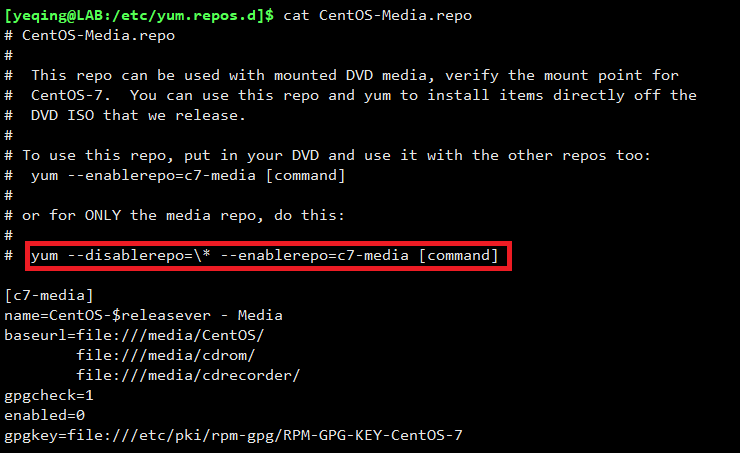 [yeqing@LAB:/etc/yum.repos.d]$ cat CentOS-Media.repo
# CentOS-Media.repo
#
#  This repo can be used with mounted DVD media, verify the mount point for
#  CentOS-7.  You can use this repo and yum to install items directly off the
#  DVD ISO that we release.
#
# To use this repo, put in your DVD and use it with the other repos too:
#  yum --enablerepo=c7-media [command]
#
# or for ONLY the media repo, do this:
#
#  yum --disablerepo=\* --enablerepo=c7-media [command]

[c7-media]
name=CentOS-$releasever - Media
baseurl=file:///media/CentOS/
        file:///media/cdrom/
        file:///media/cdrecorder/
gpgcheck=1
enabled=0
gpgkey=file:///etc/pki/rpm-gpg/RPM-GPG-KEY-CentOS-7